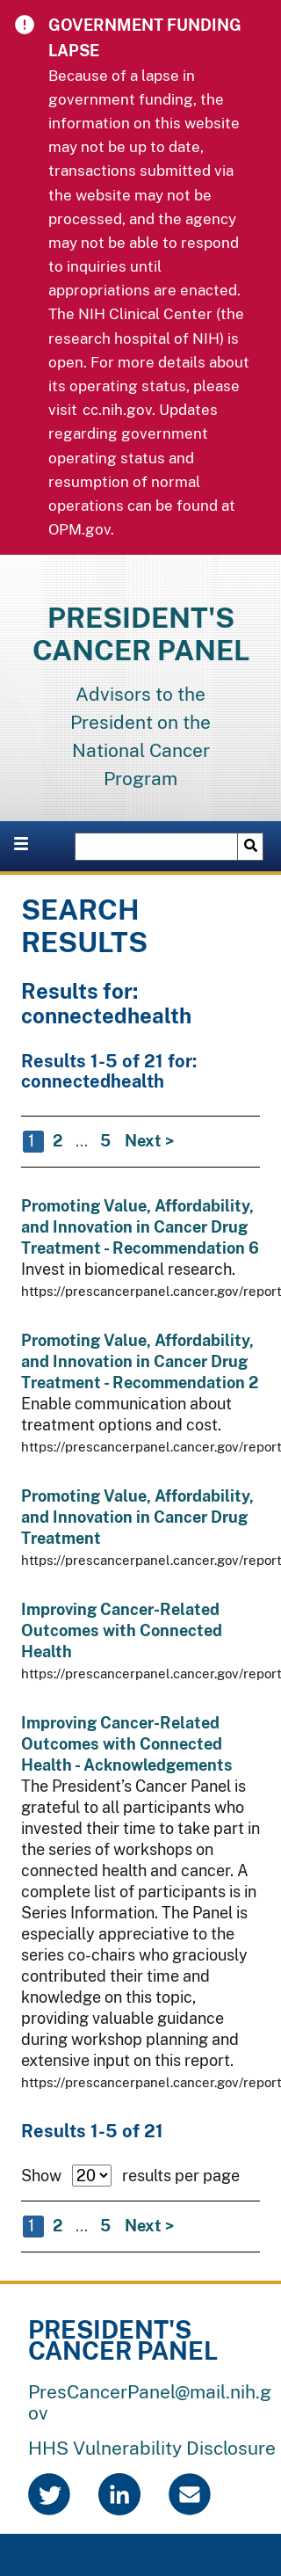 GOVERNMENT FUNDING
LAPSE
Because of a lapse in
government funding, the
information on this website
may not be up to date,
transactions submitted via
the website may not be
processed, and the agency
may not be able to respond
to inquiries until
appropriations are enacted.
The NIH Clinical Center (the
research hospital of NIH) is
open. For more details about
its operating status, please
visit cc.nih.gov. Updates
regarding government
operating status and
resumption of normal
operations can be found at
OPM.gov.
PRESIDENT'S
CANCER PANEL
Advisors to the
President on the
National Cancer
Program
SEARCH
RESULTS
Results for:
connectedhealth
Results 1-5 of 21 for:
connectedhealth
1 2 ... 5 Next >
Promoting Value, Affordability,
and Innovation in Cancer Drug
Treatment - Recommendation 6
Invest in biomedical research.
https://prescancerpanel.cancer.gov/report
Promoting Value, Affordability,
and Innovation in Cancer Drug
Treatment - Recommendation 2
Enable communication about
treatment options and cost.
https://prescancerpanel.cancer.gov/report
Promoting Value, Affordability,
and Innovation in Cancer Drug
Treatment
https://prescancerpanel.cancer.gov/report
Improving Cancer-Related
Outcomes with Connected
Health
https://prescancerpanel.cancer.gov/report
Improving Cancer-Related
Outcomes with Connected
Health - Acknowledgements
The President’s Cancer Panel is
grateful to all participants who
invested their time to take part in
the series of workshops on
connected health and cancer. A
complete list of participants is in
Series Information. The Panel is
especially appreciative to the
series co-chairs who graciously
contributed their time and
knowledge on this topic,
providing valuable guidance
during workshop planning and
extensive input on this report.
https://prescancerpanel.cancer.gov/report
Results 1-5 of 21
Show 20 results per page
1 2 ... 5 Next >
PRESIDENT'S
CANCER PANEL
PresCancerPanel@mail.nih.g
ov
HHS Vulnerability Disclosure